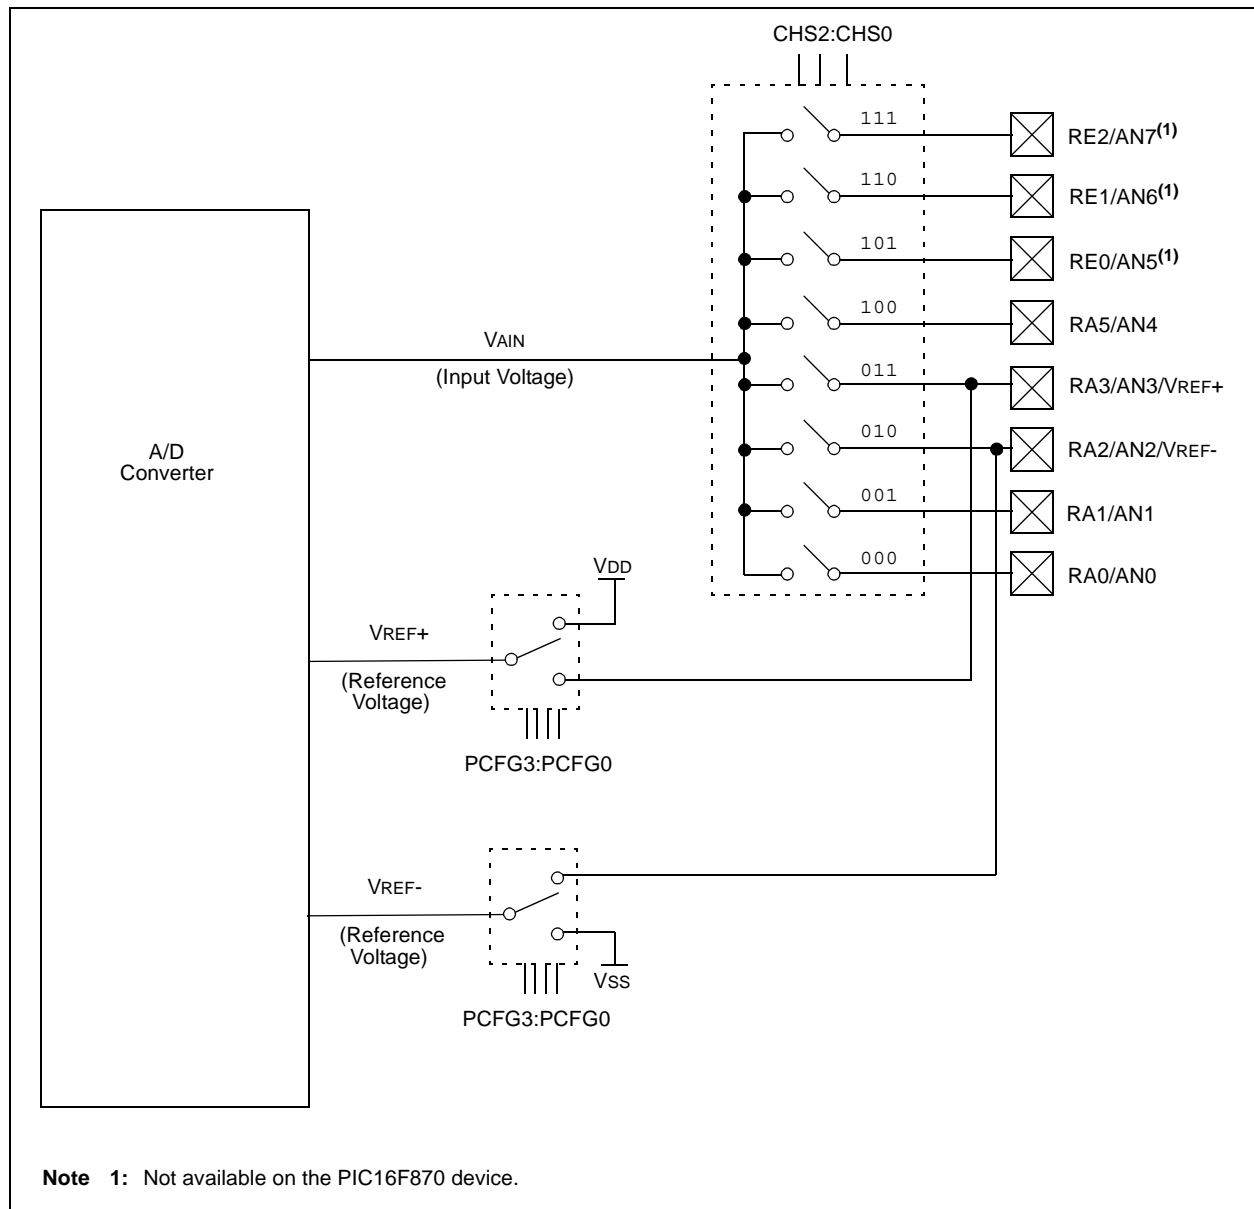 CHS2:CHS0
111
RE2/AN7(1)
110
RE1/AN6(1)
101
RE0/AN5(1)
100
RA5/AN4
VAIN
(Input Voltage)
011
RA3/AN3/VREF+
010
RA2/AN2/VREF-
A/D
Converter
001
RA1/AN1
000
RA0/AN0
VDD
VREF+
(Reference
Voltage)
PCFG3:PCFG0
VREF-
(Reference
Voltage)
VSS
PCFG3:PCFG0
Note 1: Not available on the PIC16F870 device.